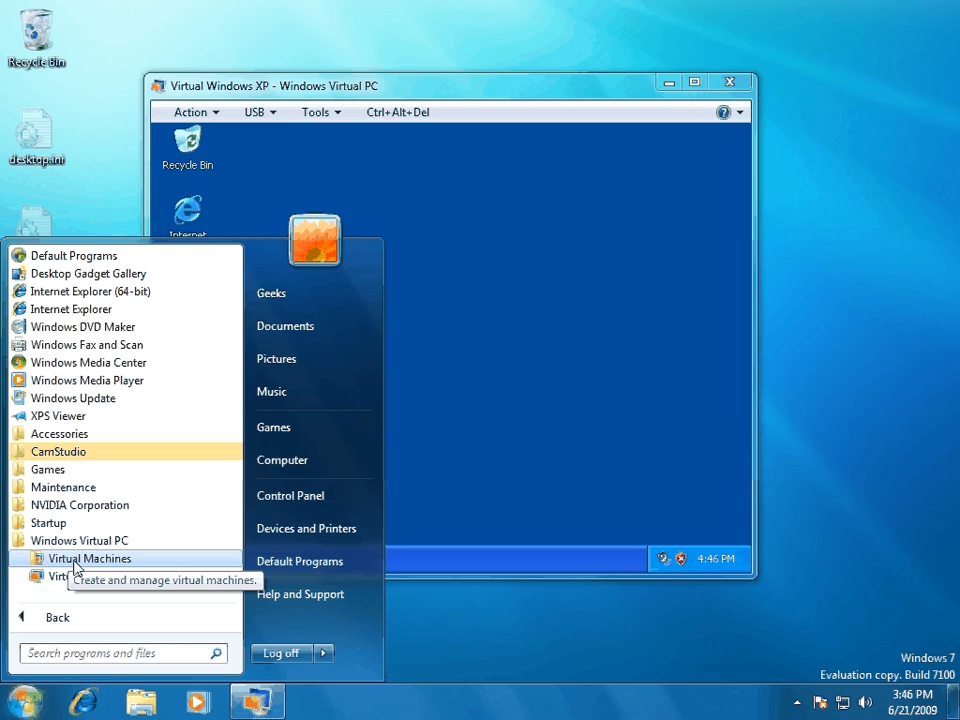 Recycle Bin
desktop.ini
Virtual Windows XP - Windows Virtual PC
Action
USB
Tools
Ctrl+Alt+Del
Recycle Bin
Internet
Default Programs
Desktop Gadget Gallery
Internet Explorer (64-bit)
Internet Explorer
Windows DVD Maker
Windows Fax and Scan
Windows Media Center
Windows Media Player
Windows Update
XPS Viewer
Accessories
CamStudio
Games
Maintenance
NVIDIA Corporation
Startup
Windows Virtual PC
Virtual Machines
Create and manage virtual machines.
Back
Search programs and files
Geeks
Documents
Pictures
Music
Games
Computer
Control Panel
Devices and Printers
Default Programs
Help and Support
Log off
4:46 PM
Windows 7
Evaluation copy. Build 7100
3:46 PM
6/21/2009